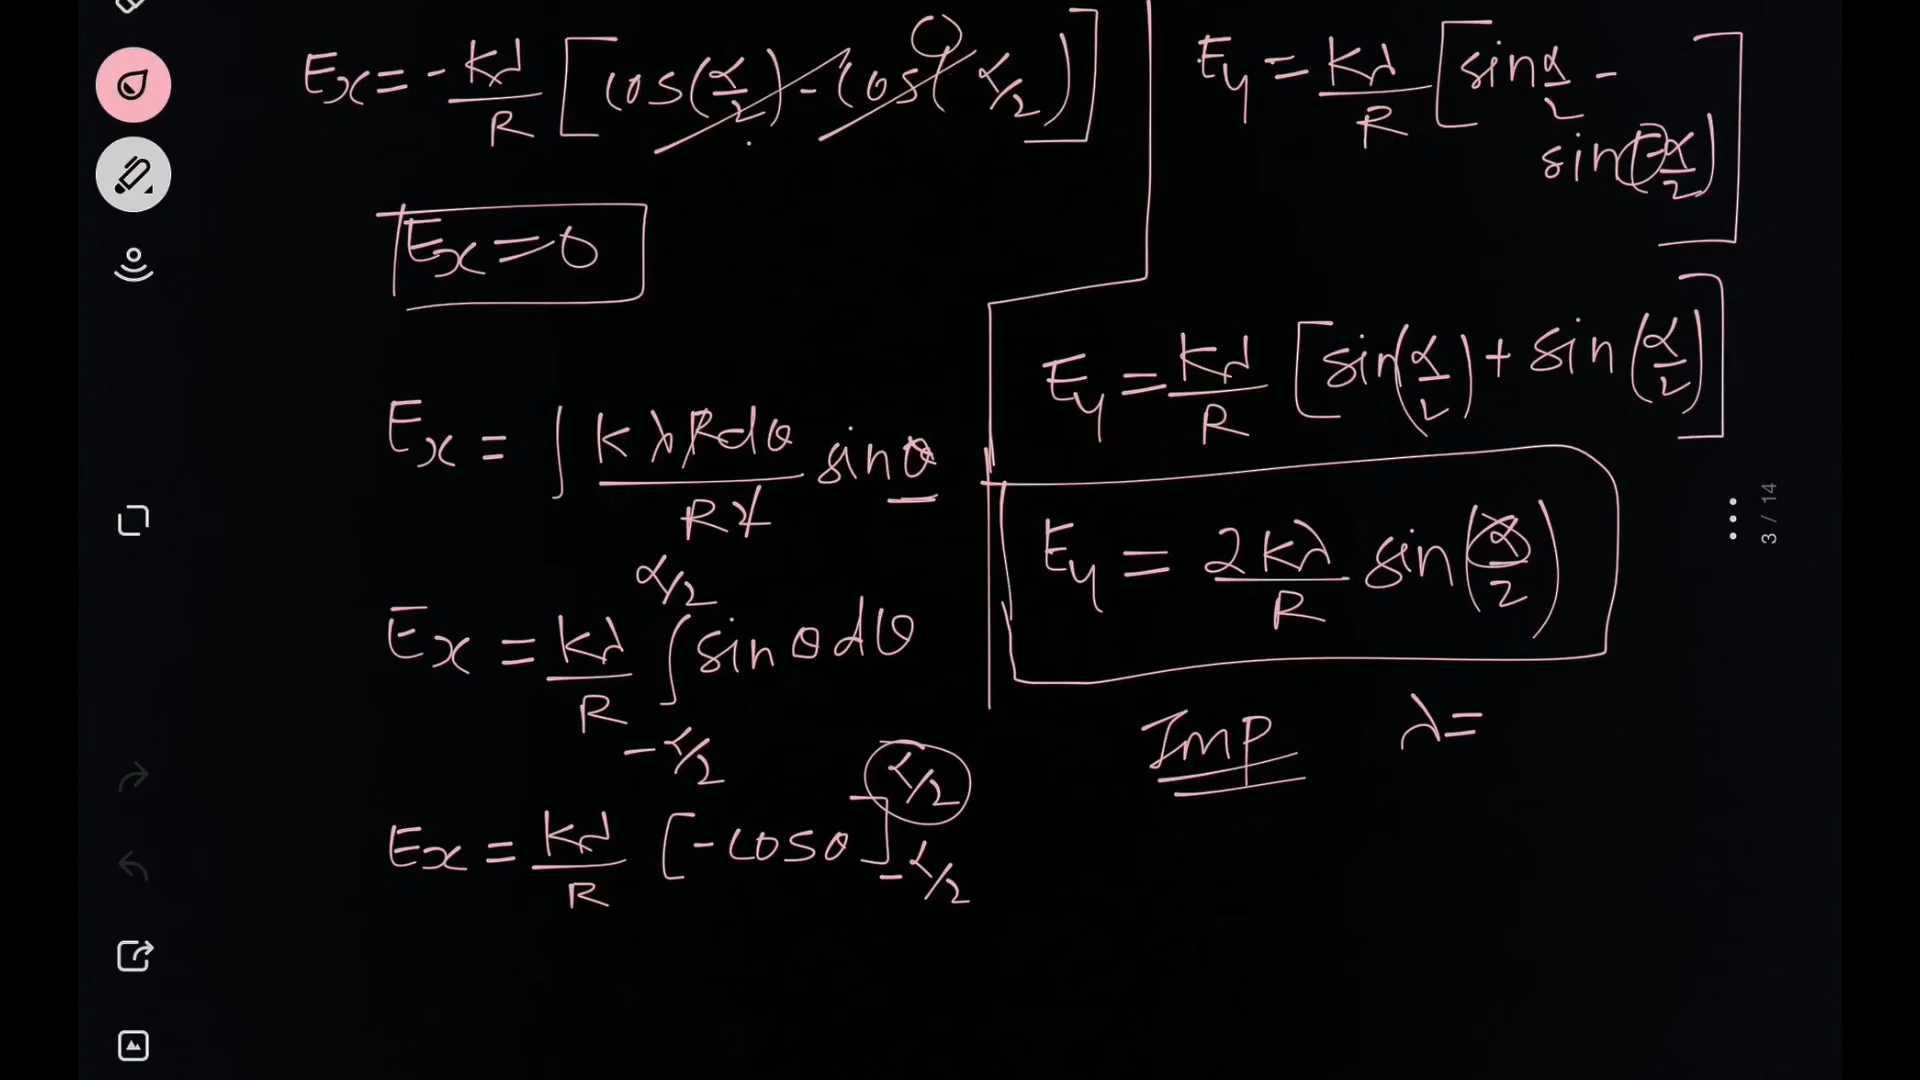 Ex = - Kλ/R [cos(α/2) - cos(α/2)]
Ex = 0
Ex = ∫ KλRdθ/R² sinθ
Ex = Kλ/R ∫_{-α/2}^{α/2} sinθdθ
Ex = Kλ/R [-cosθ]_{-α/2}^{α/2}
Ey = Kλ/R [sin α/2 -
sin(-α/2)]
Ey = Kλ/R [sin(α/2) + sin(α/2)]
Ey = 2Kλ/R sin(α/2)
Imp λ=
3 / 14